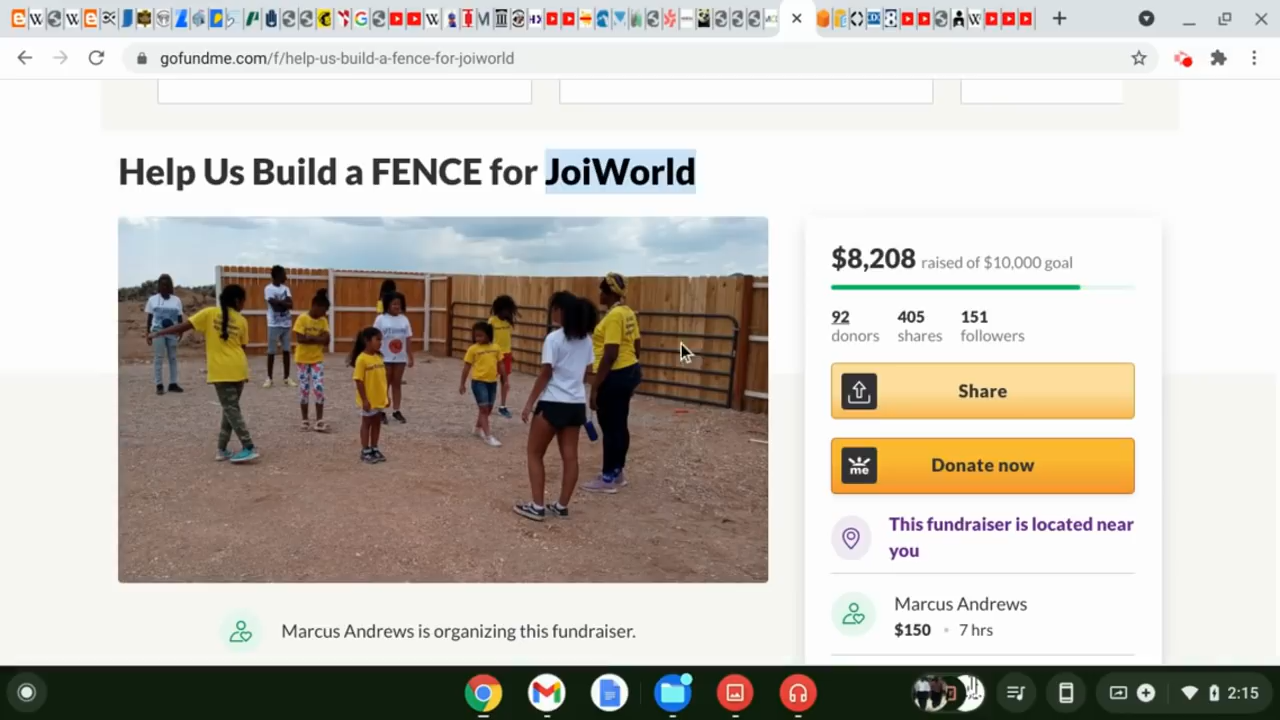 gofundme.com/f/help-us-build-a-fence-for-joiworld
Help Us Build a FENCE for JoiWorld
$8,208 raised of $10,000 goal
92 405 151
donors shares followers
Share
me Donate now
This fundraiser is located near
you
Marcus Andrews
$150 • 7 hrs
Marcus Andrews is organizing this fundraiser.
2:15